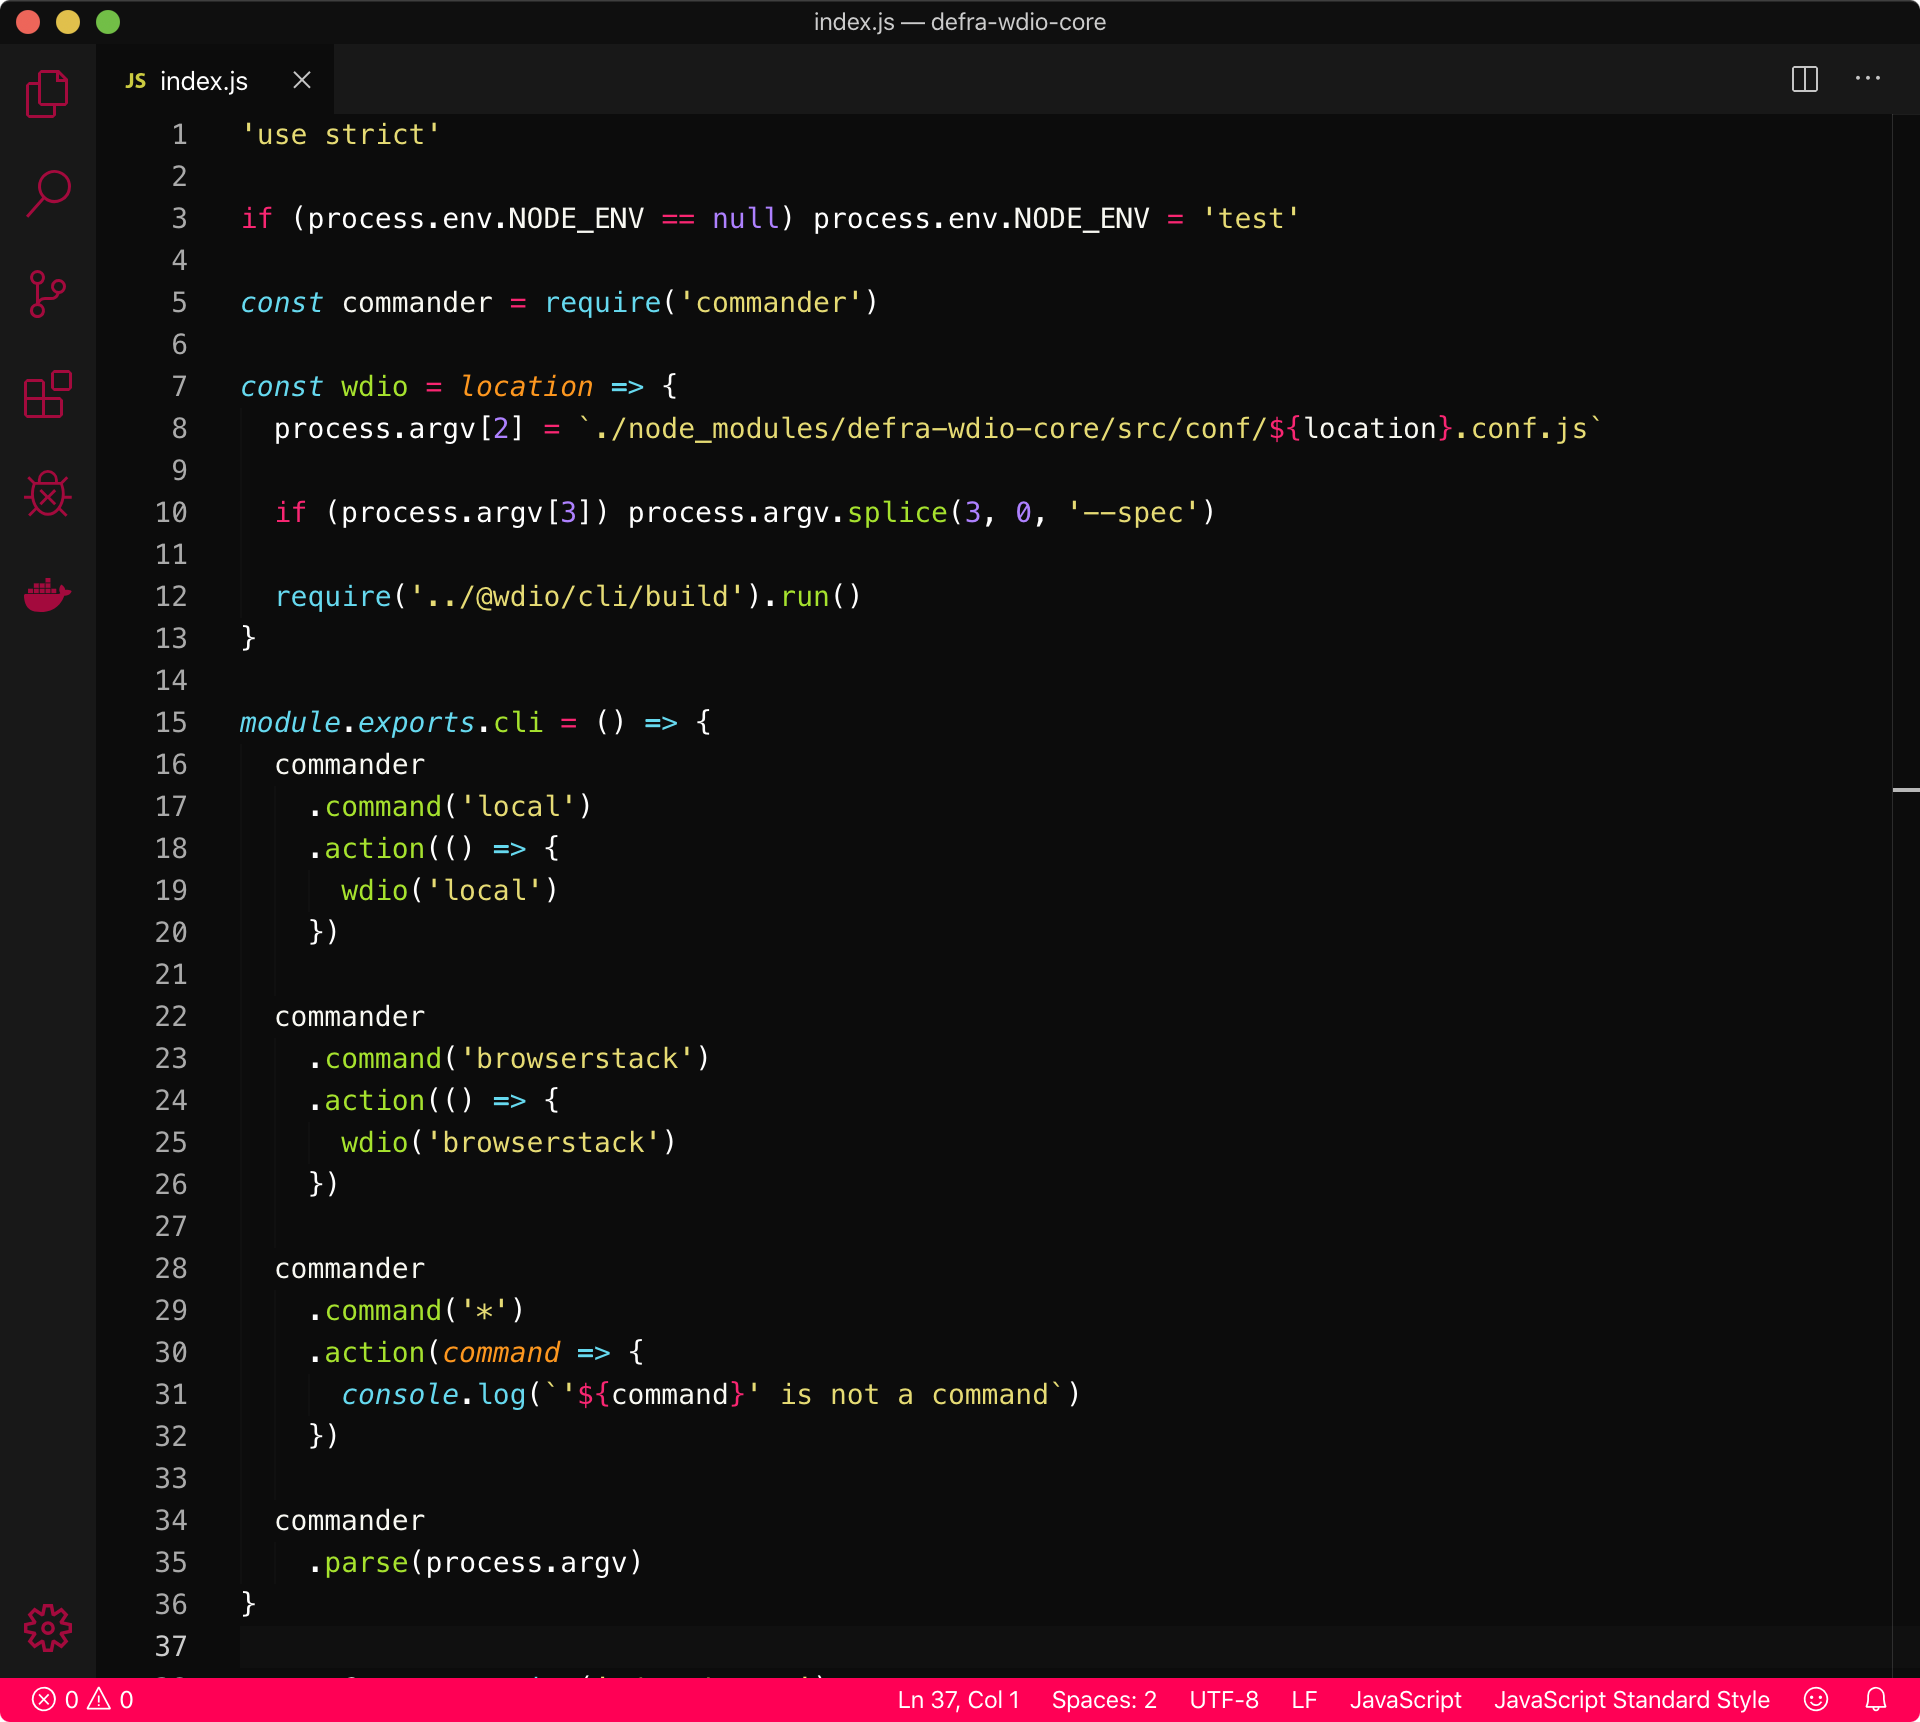 index.js — defra-wdio-core
JS index.js
1 'use strict'
2
3 if (process.env.NODE_ENV == null) process.env.NODE_ENV = 'test'
4
5 const commander = require('commander')
6
7 const wdio = location => {
8   process.argv[2] = `./node_modules/defra-wdio-core/src/conf/${location}.conf.js`
9
10   if (process.argv[3]) process.argv.splice(3, 0, '--spec')
11
12   require('../@wdio/cli/build').run()
13 }
14
15 module.exports.cli = () => {
16   commander
17     .command('local')
18     .action(() => {
19       wdio('local')
20     })
21
22   commander
23     .command('browserstack')
24     .action(() => {
25       wdio('browserstack')
26     })
27
28   commander
29     .command('*')
30     .action(command => {
31       console.log(`'${command}' is not a command`)
32     })
33
34   commander
35     .parse(process.argv)
36 }
37
0 0 Ln 37, Col 1 Spaces: 2 UTF-8 LF JavaScript JavaScript Standard Style